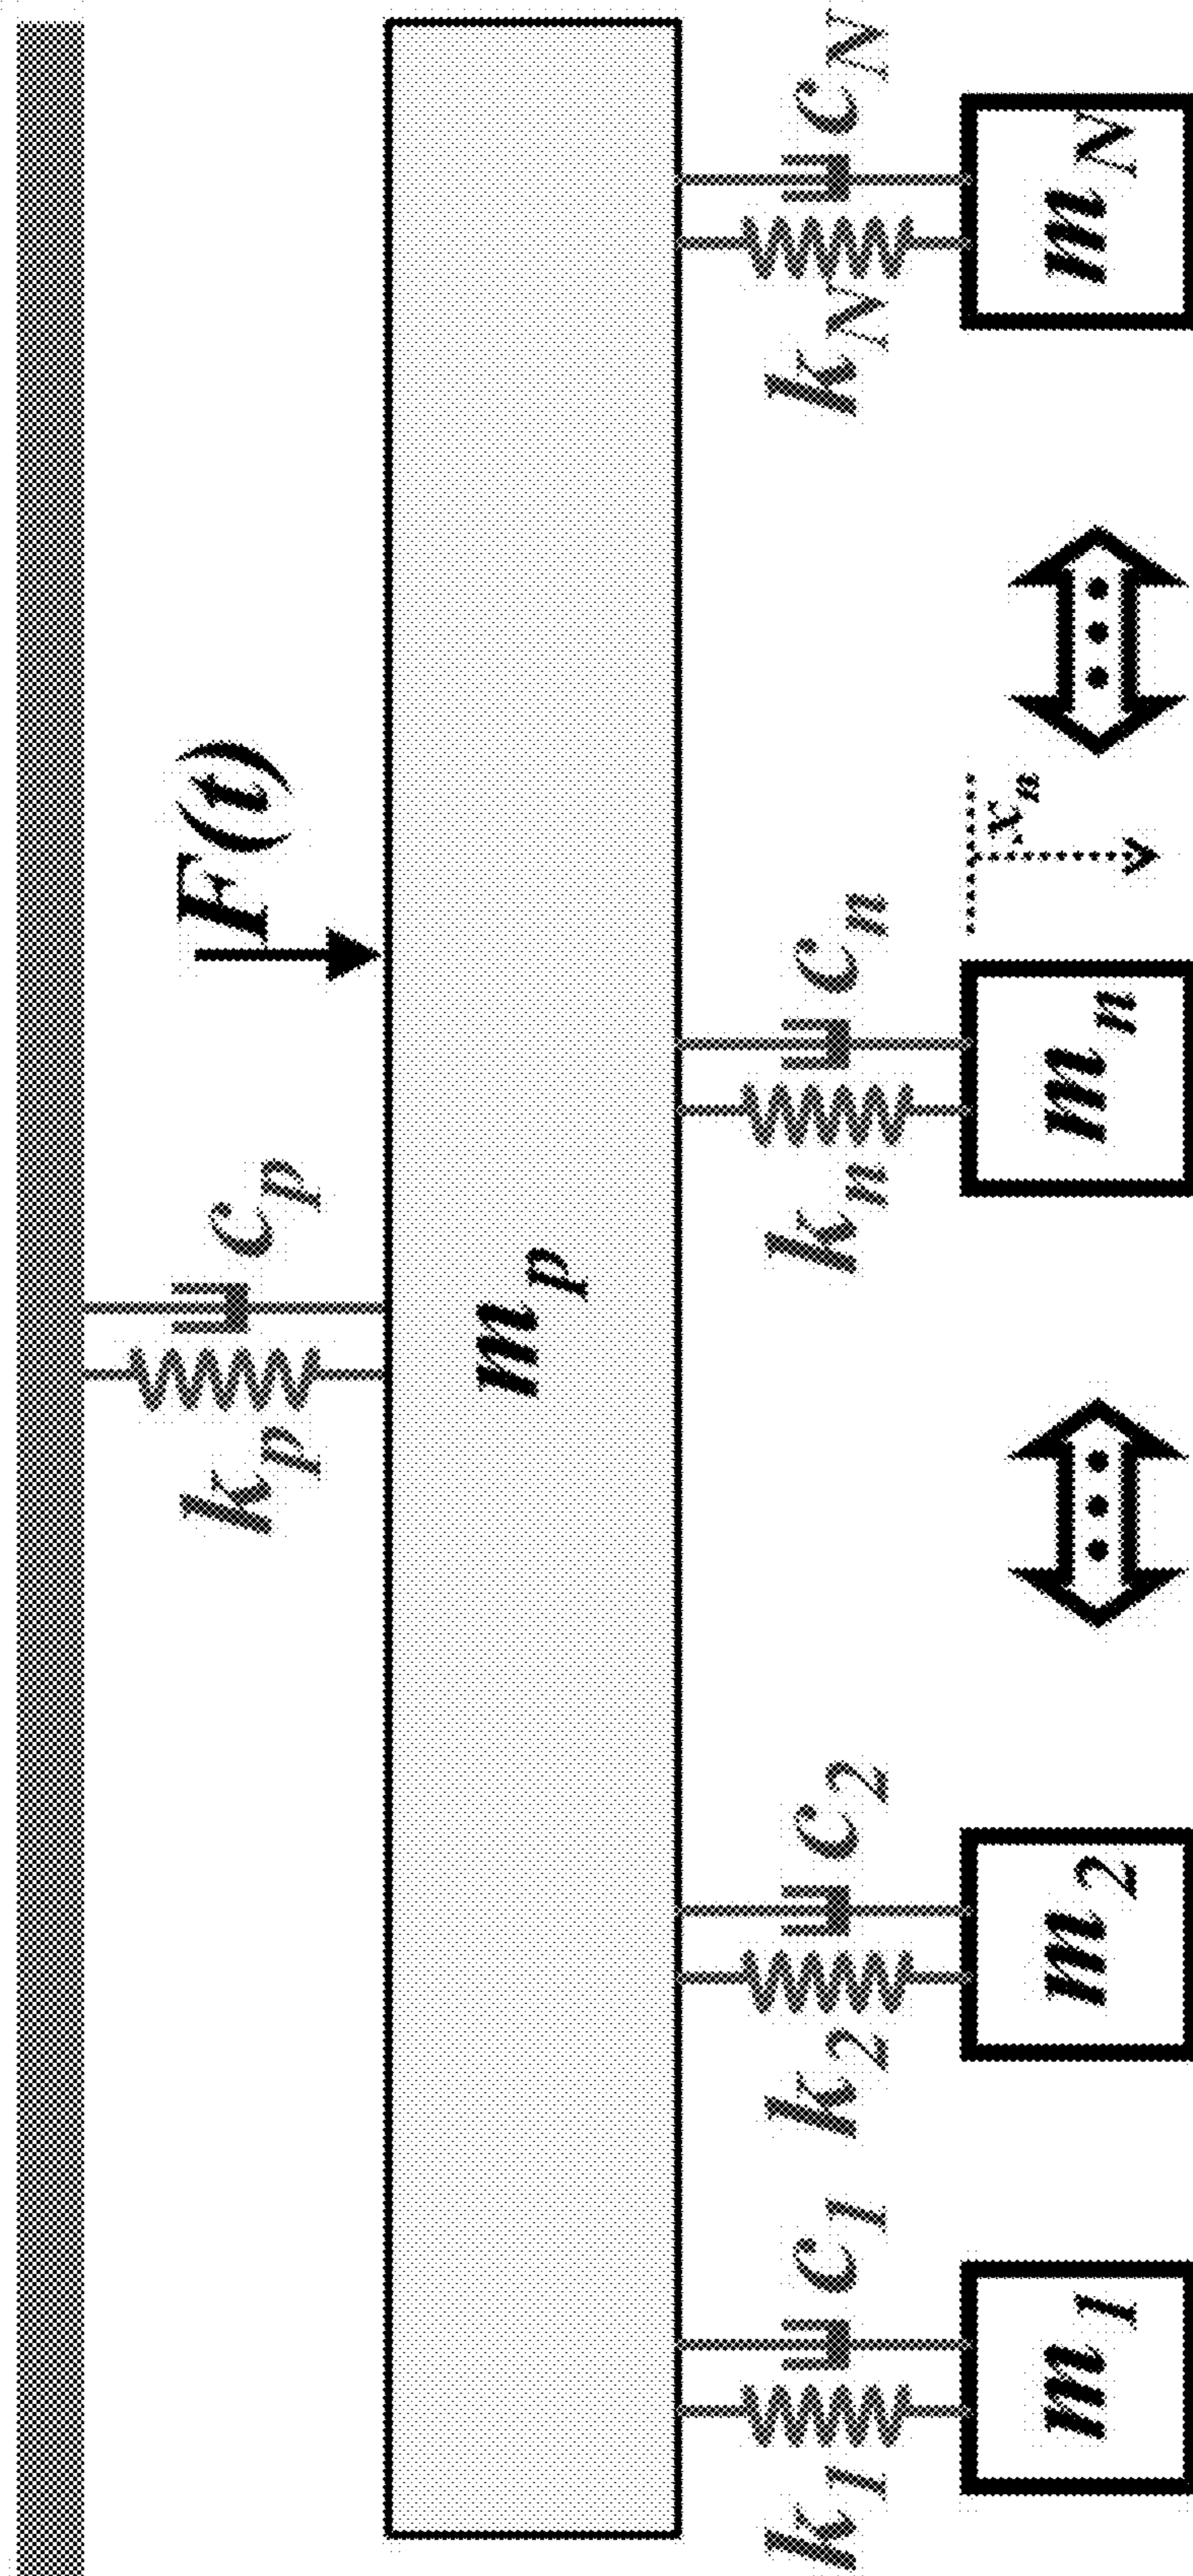 F(t)
k_p c_p
m_p
k_1 c_1 k_2 c_2 k_n c_n k_N c_N
x_n
m_1 m_2 m_n m_N